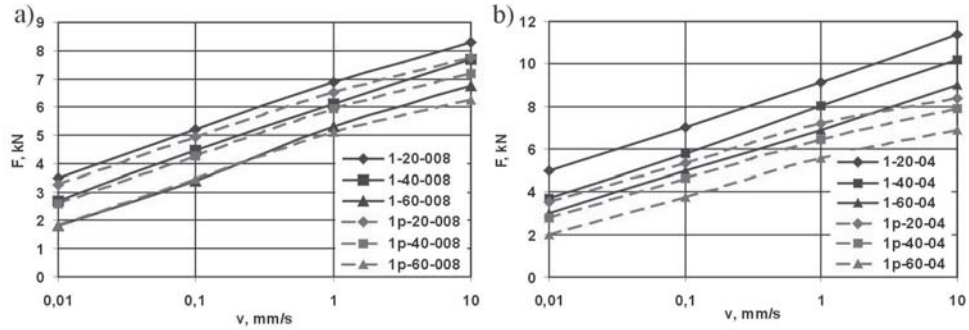 a)
9
8
7
6
5
4
3
2
1
0
F, kN
1-20-008
1-40-008
1-60-008
1p-20-008
1p-40-008
1p-60-008
0,01 0,1 1 10
v, mm/s
b)
12
10
8
6
4
2
0
F, kN
1-20-04
1-40-04
1-60-04
1p-20-04
1p-40-04
1p-60-04
0,01 0,1 1 10
v, mm/s